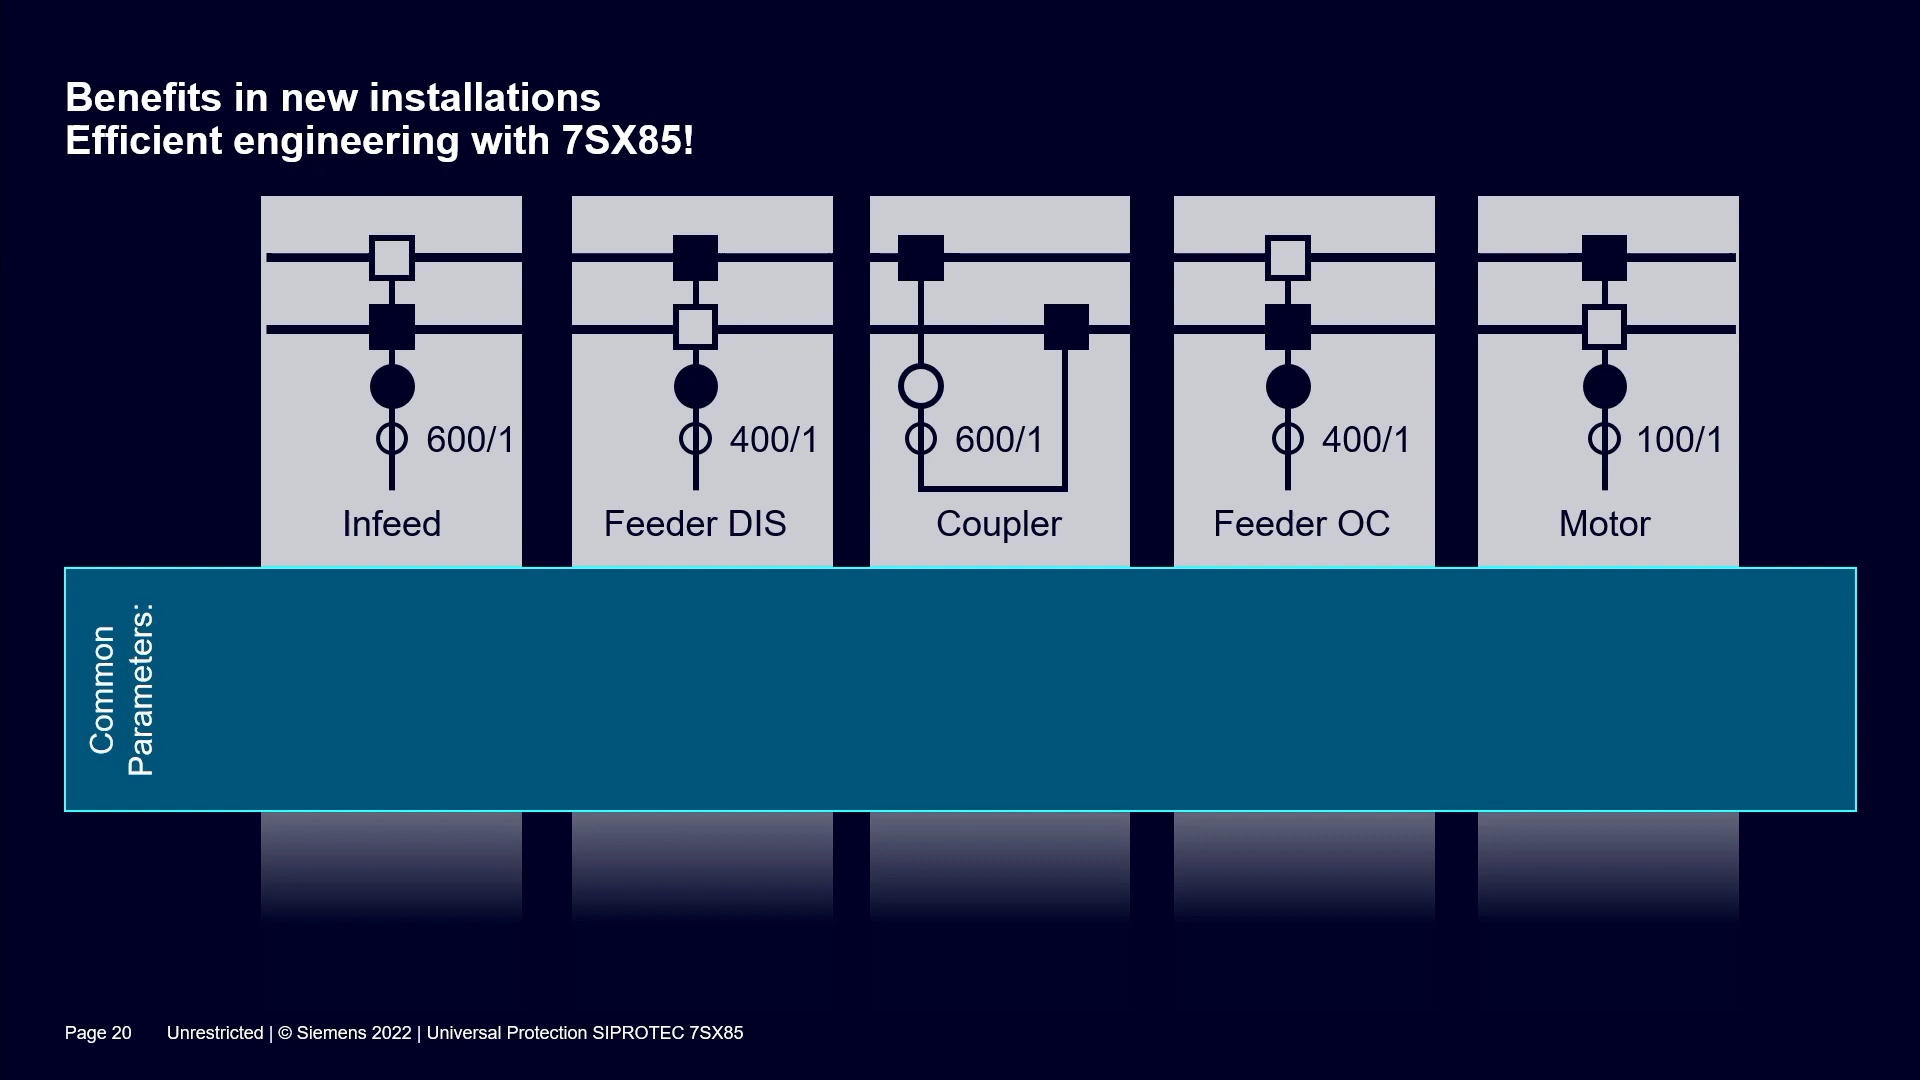 Benefits in new installations
Efficient engineering with 7SX85!
600/1
400/1
600/1
400/1
100/1
Infeed
Feeder DIS
Coupler
Feeder OC
Motor
Common
Parameters:
Page 20 Unrestricted | © Siemens 2022 | Universal Protection SIPROTEC 7SX85